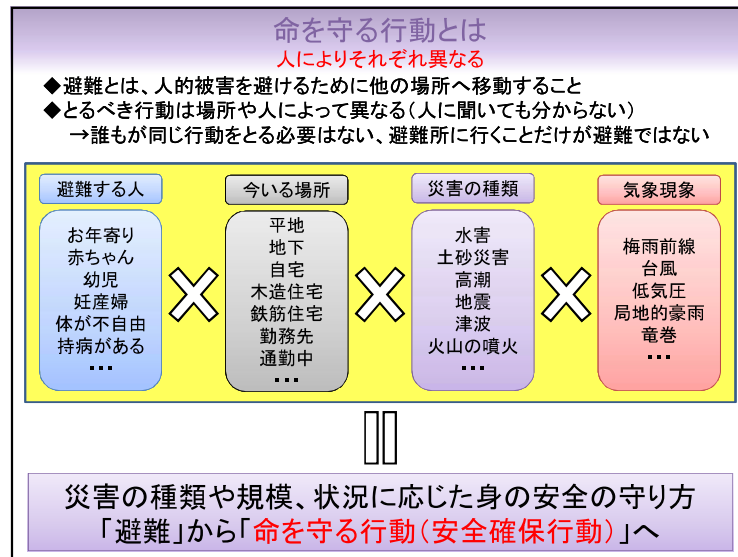 命を守る行動とは
人によりそれぞれ異なる
◆避難とは、人的被害を避けるために他の場所へ移動すること
◆とるべき行動は場所や人によって異なる(人に聞いても分からない)
→誰もが同じ行動をとる必要はない、避難所に行くことだけが避難ではない
避難する人
お年寄り
赤ちゃん
幼児
妊産婦
体が不自由
持病がある
…
今いる場所
平地
地下
自宅
木造住宅
鉄筋住宅
勤務先
通勤中
…
災害の種類
水害
土砂災害
高潮
地震
津波
火山の噴火
…
気象現象
梅雨前線
台風
低気圧
局地的豪雨
竜巻
…
災害の種類や規模、状況に応じた身の安全の守り方
「避難」から「命を守る行動(安全確保行動)」へ